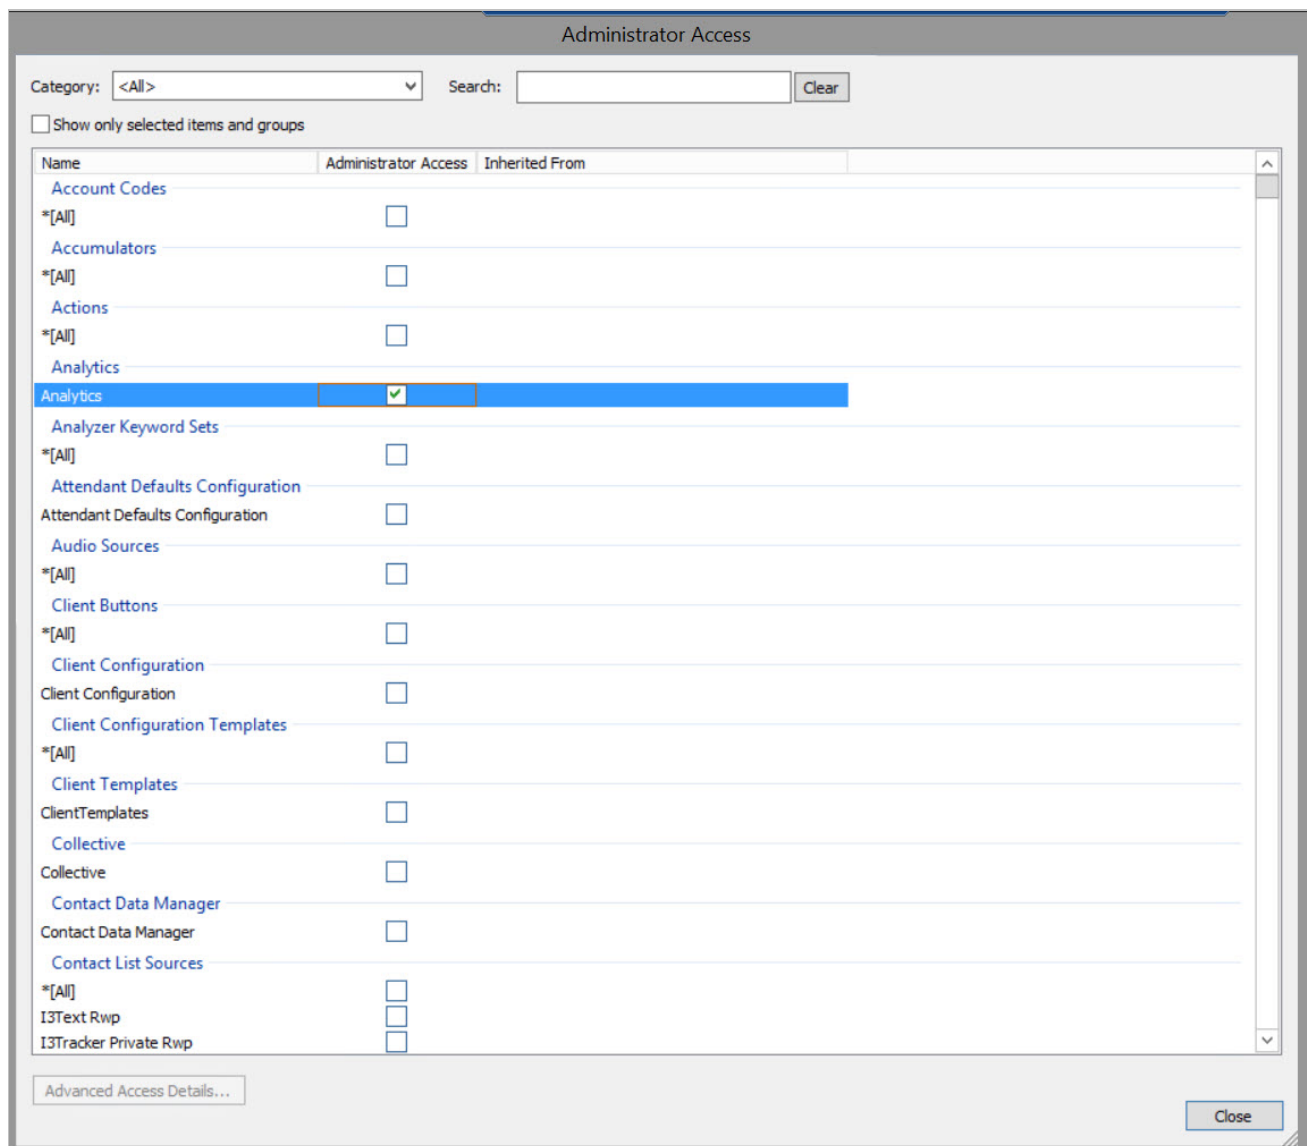 Administrator Access
Category: <All> Search: Clear
Show only selected items and groups
Name Administrator Access Inherited From
Account Codes
*[All]
Accumulators
*[All]
Actions
*[All]
Analytics
Analytics
Analyzer Keyword Sets
*[All]
Attendant Defaults Configuration
Attendant Defaults Configuration
Audio Sources
*[All]
Client Buttons
*[All]
Client Configuration
Client Configuration
Client Configuration Templates
*[All]
Client Templates
ClientTemplates
Collective
Collective
Contact Data Manager
Contact Data Manager
Contact List Sources
*[All]
I3Text Rwp
I3Tracker Private Rwp
Advanced Access Details...
Close